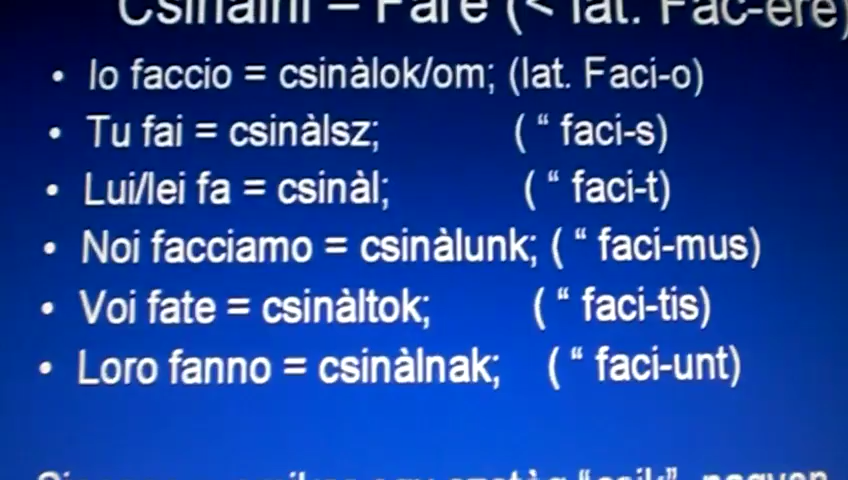 Csinàlni – Fare (< lat. Fac-ere)
• Io faccio = csinàlok/om; (lat. Faci-o)
• Tu fai = csinàlsz; ( “ faci-s)
• Lui/lei fa = csinàl; ( “ faci-t)
• Noi facciamo = csinàlunk; ( “ faci-mus)
• Voi fate = csinàltok; ( “ faci-tis)
• Loro fanno = csinàlnak; ( “ faci-unt)